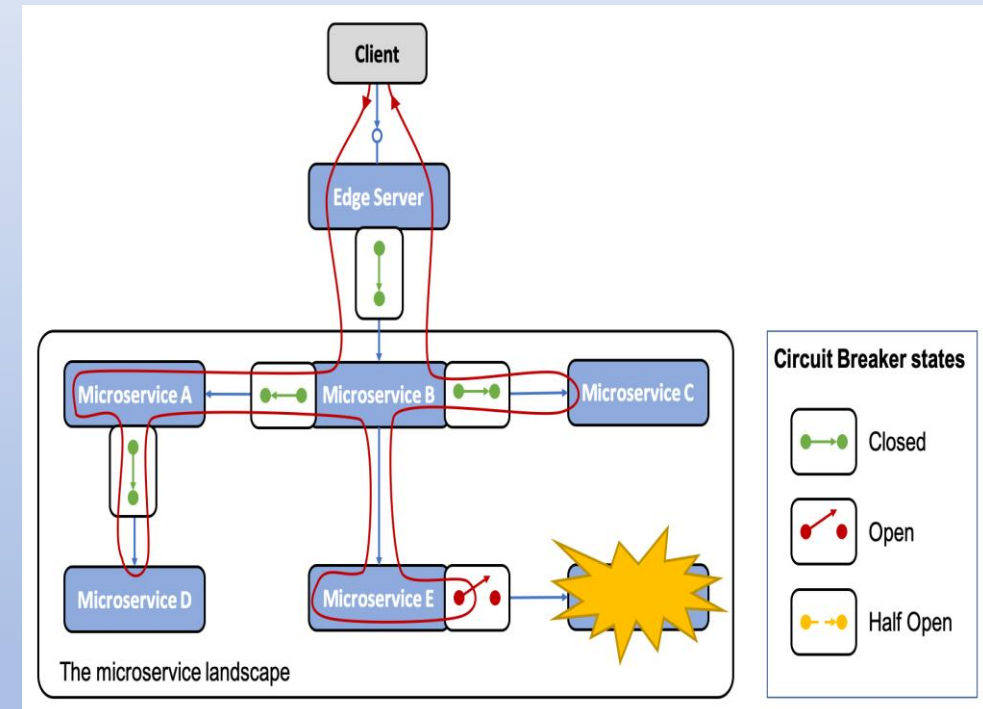 Client
Edge Server
Microservice A
Microservice B
Microservice C
Microservice D
Microservice E
The microservice landscape
Circuit Breaker states
Closed
Open
Half Open